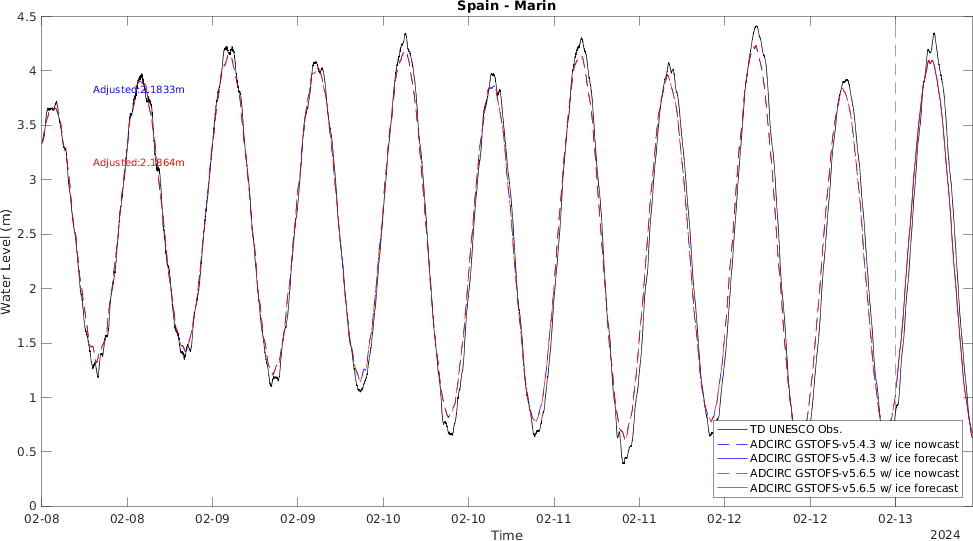 Spain - Marin
4.5
4
3.5
3
2.5
2
1.5
1
0.5
0
Water Level (m)
Adjusted:2.1833m
Adjusted:2.1864m
TD UNESCO Obs.
ADCIRC GSTOFS-v5.4.3 w/ ice nowcast
ADCIRC GSTOFS-v5.4.3 w/ ice forecast
ADCIRC GSTOFS-v5.6.5 w/ ice nowcast
ADCIRC GSTOFS-v5.6.5 w/ ice forecast
02-08 02-08 02-09 02-09 02-10 02-10 02-11 02-11 02-12 02-12 02-13
Time
2024